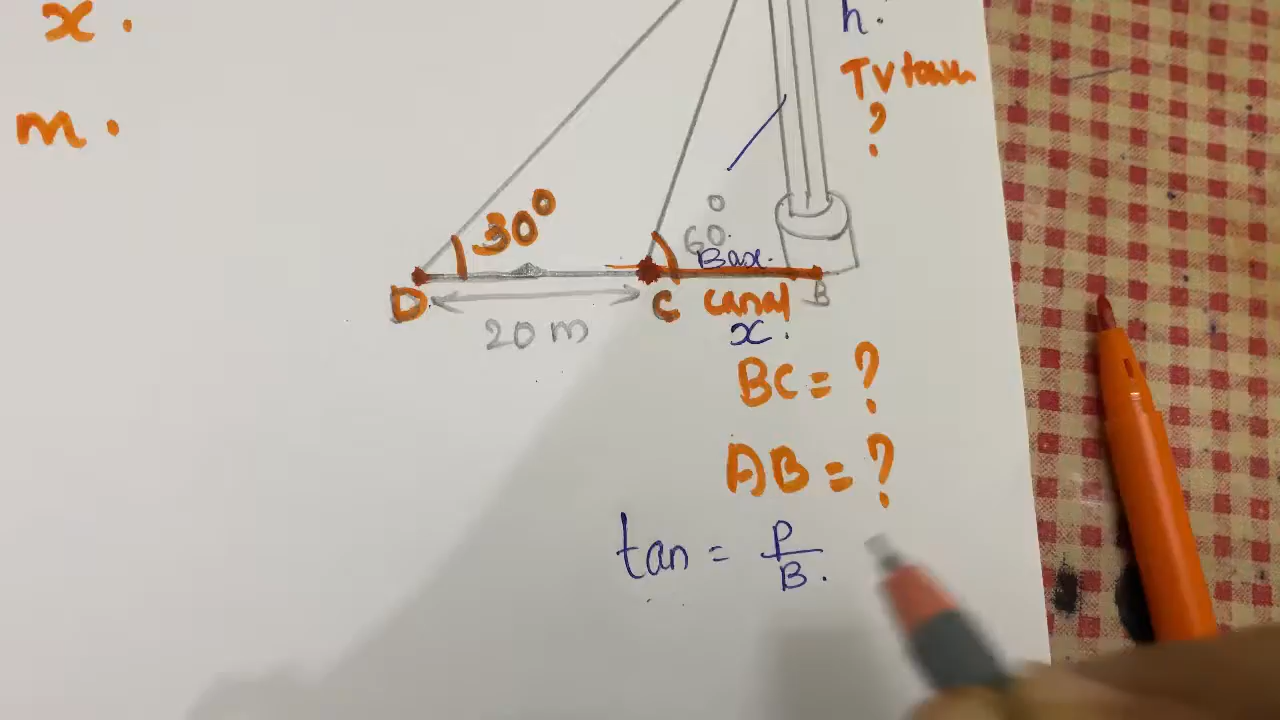 x.
h.
TV tower
?
m.
30°
60°
Base.
D
C
canal
B
20 m
x.
BC = ?
AB = ?
tan = P/B.